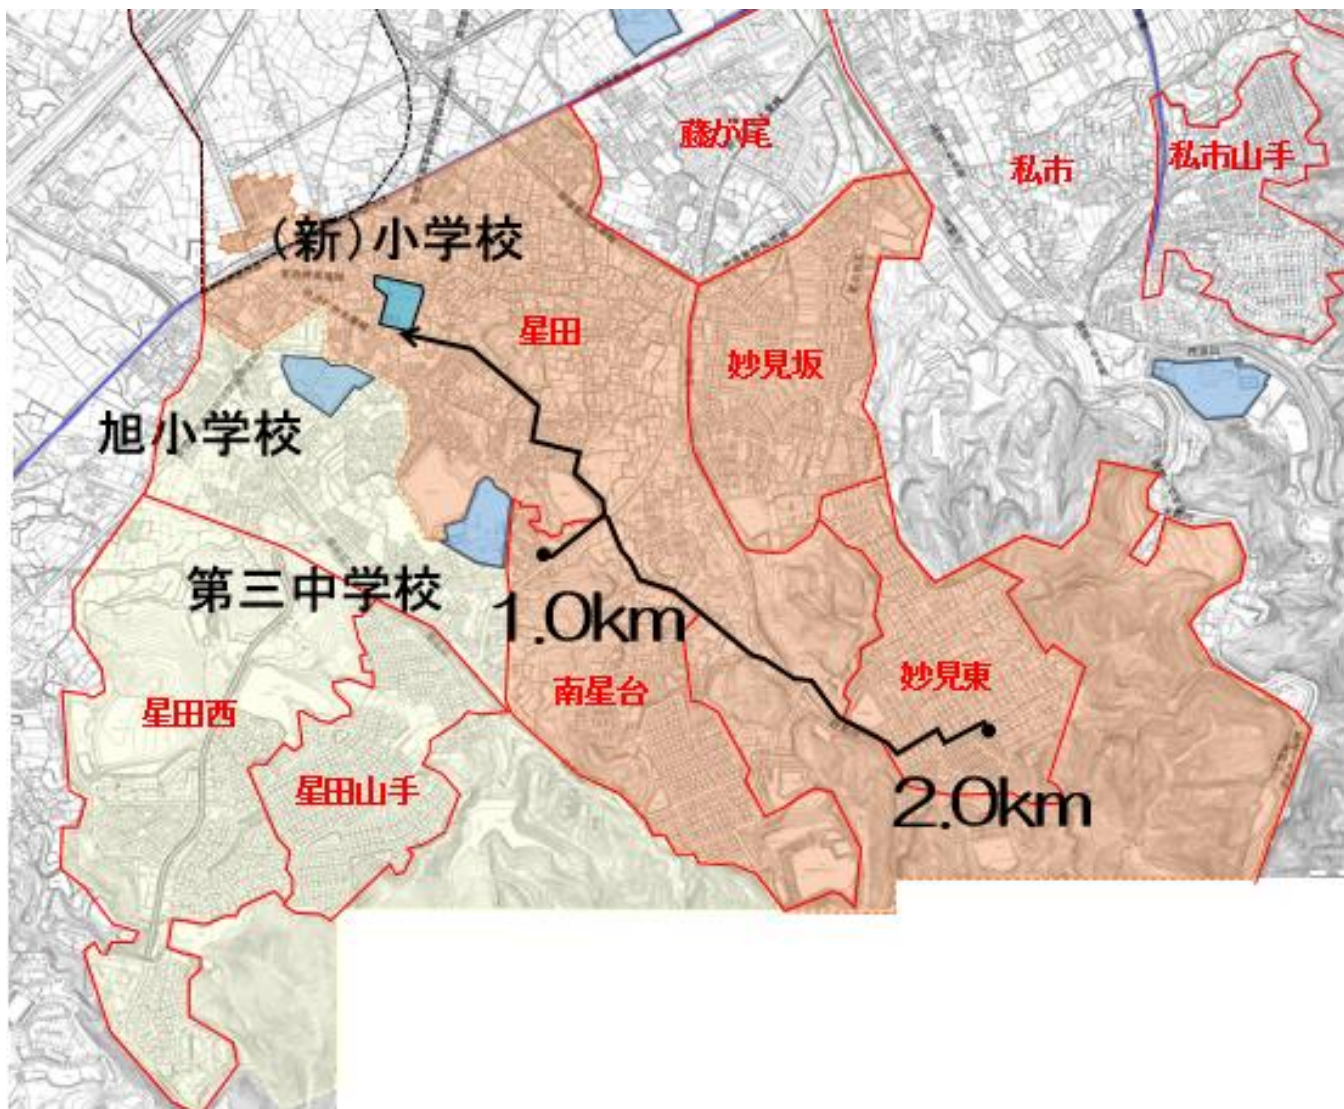 藤が尾
私市
私市山手
(新)小学校
星田
妙見坂
旭小学校
第三中学校
1.0km
星田西
南星台
妙見東
星田山手
2.0km